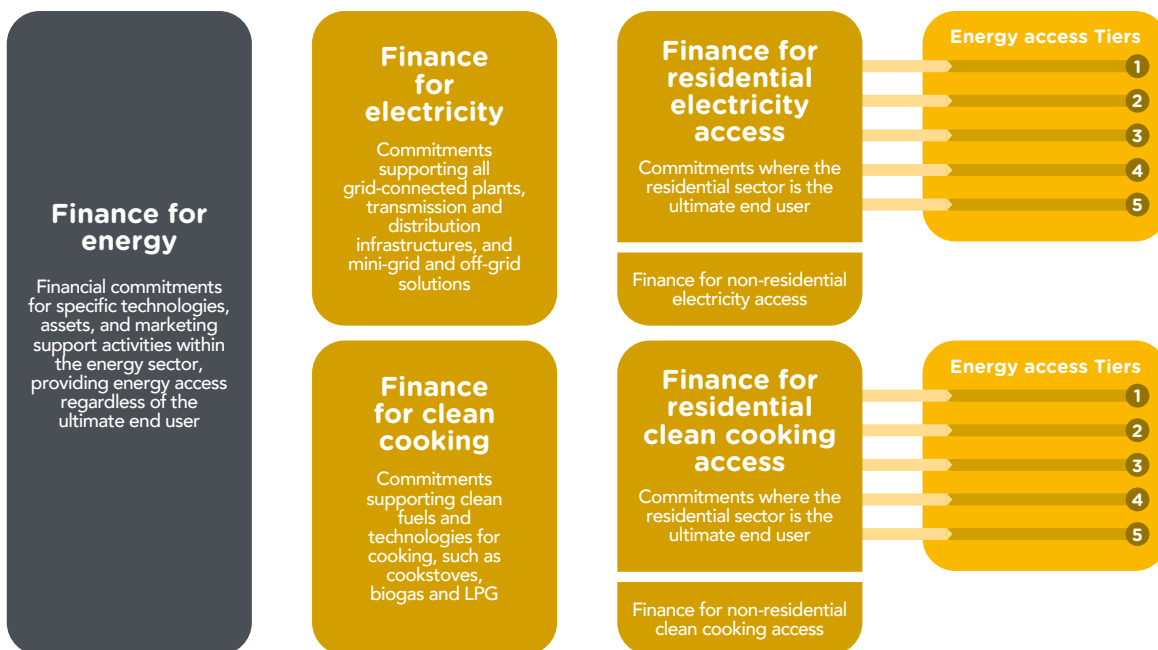 Finance for
energy
Financial commitments
for specific technologies,
assets, and marketing
support activities within
the energy sector,
providing energy access
regardless of the
ultimate end user
Finance
for
electricity
Commitments
supporting all
grid-connected plants,
transmission and
distribution
infrastructures, and
mini-grid and off-grid
solutions
Finance for
residential
electricity
access
Commitments where the
residential sector is the
ultimate end user
Finance for non-residential
electricity access
Energy access Tiers
1
2
3
4
5
Finance
for clean
cooking
Commitments
supporting clean
fuels and
technologies for
cooking, such as
cookstoves,
biogas and LPG
Finance for
residential
clean cooking
access
Commitments where the
residential sector is the
ultimate end user
Finance for non-residential
clean cooking access
Energy access Tiers
1
2
3
4
5